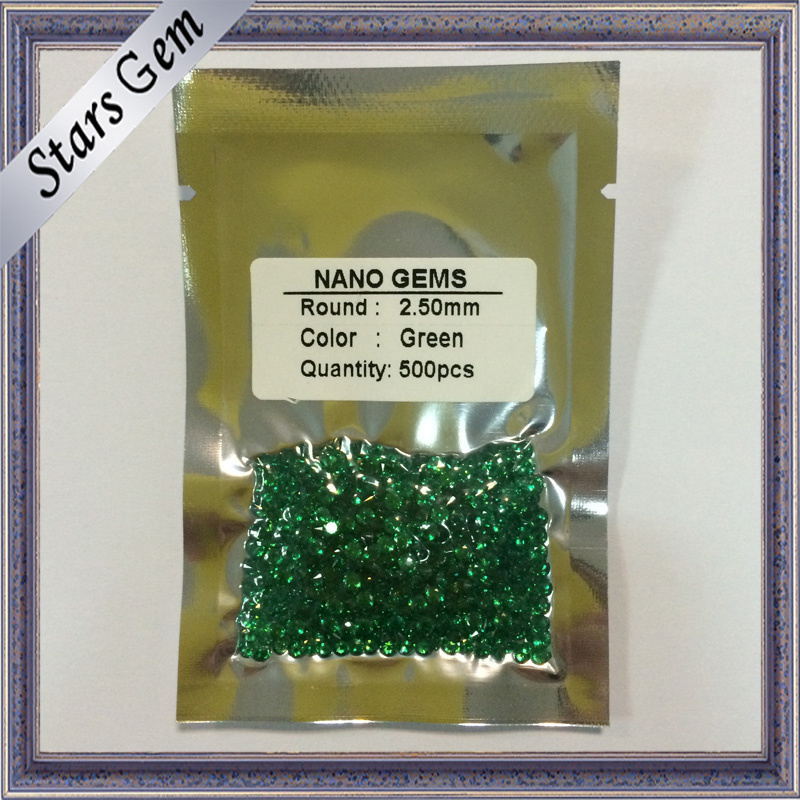 Stars Gem
NANO GEMS
Round : 2.50mm
Color : Green
Quantity: 500pcs